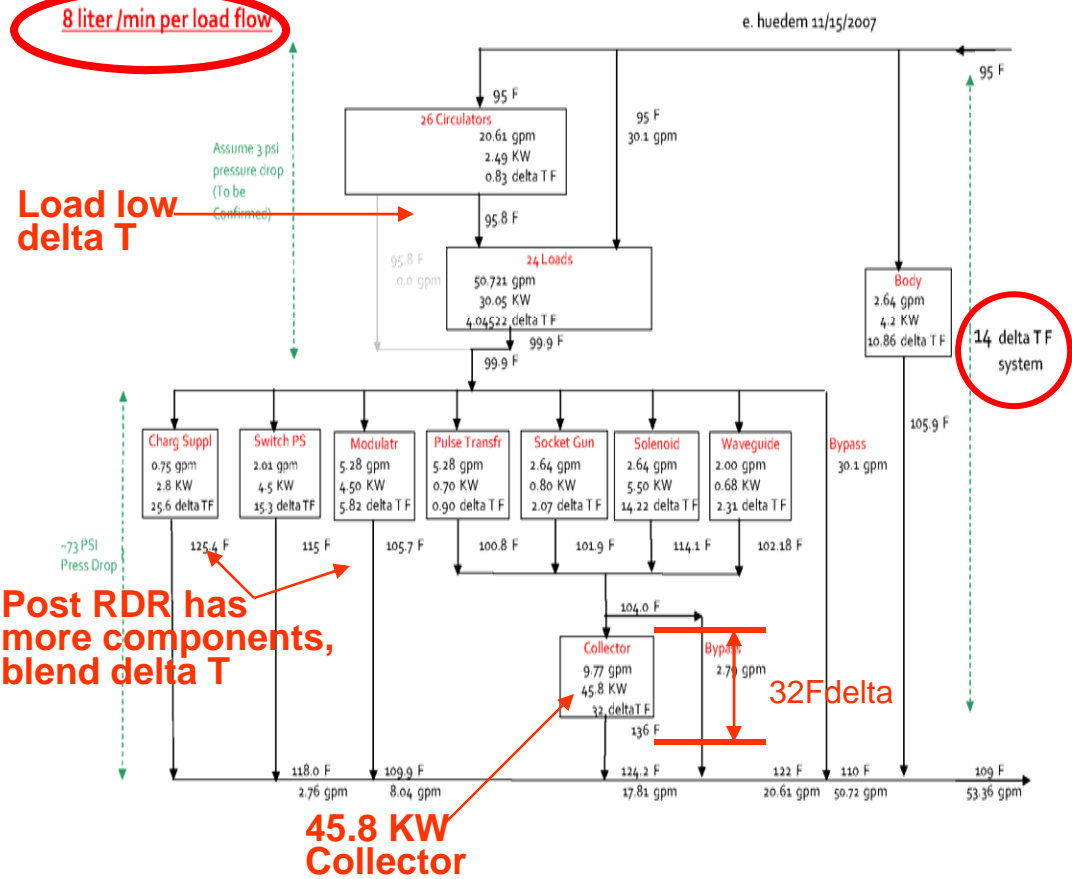 8 liter /min per load flow
e. huedem 11/15/2007
95 F
95 F
95 F
30.1 gpm
26 Circulators
20.61 gpm
2.49 KW
0.83 delta T F
Assume 3 psi
pressure drop
(To be
Confirmed)
Load low
delta T
95.8 F
95.8 F
0.0 gpm
24 Loads
50.721 gpm
30.05 KW
4.04522 delta T F
99.9 F
99.9 F
Body
2.64 gpm
4.2 KW
10.86 delta T F
14 delta T F
system
105.9 F
Charg Suppl
0.75 gpm
2.8 KW
25.6 delta TF
Switch PS
2.01 gpm
4.5 KW
15.3 delta TF
Modulatr
5.28 gpm
4.50 KW
5.82 delta T F
Pulse Transfr
5.28 gpm
0.70 KW
0.90 delta T F
Socket Gun
2.64 gpm
0.80 KW
2.07 delta T F
Solenoid
2.64 gpm
5.50 KW
14.22 delta T F
Waveguide
2.00 gpm
0.68 KW
2.31 delta T F
Bypass
30.1 gpm
~73 PSI
Press Drop
125.4 F
115 F
105.7 F
100.8 F
101.9 F
114.1 F
102.18 F
Post RDR has
more components,
blend delta T
104.0 F
Collector
9.77 gpm
45.8 KW
32 delta T F
Bypass
2.79 gpm
32Fdelta
136 F
118.0 F
2.76 gpm
109.9 F
8.04 gpm
124.2 F
17.81 gpm
122 F
20.61 gpm
110 F
50.72 gpm
109 F
53.36 gpm
45.8 KW
Collector